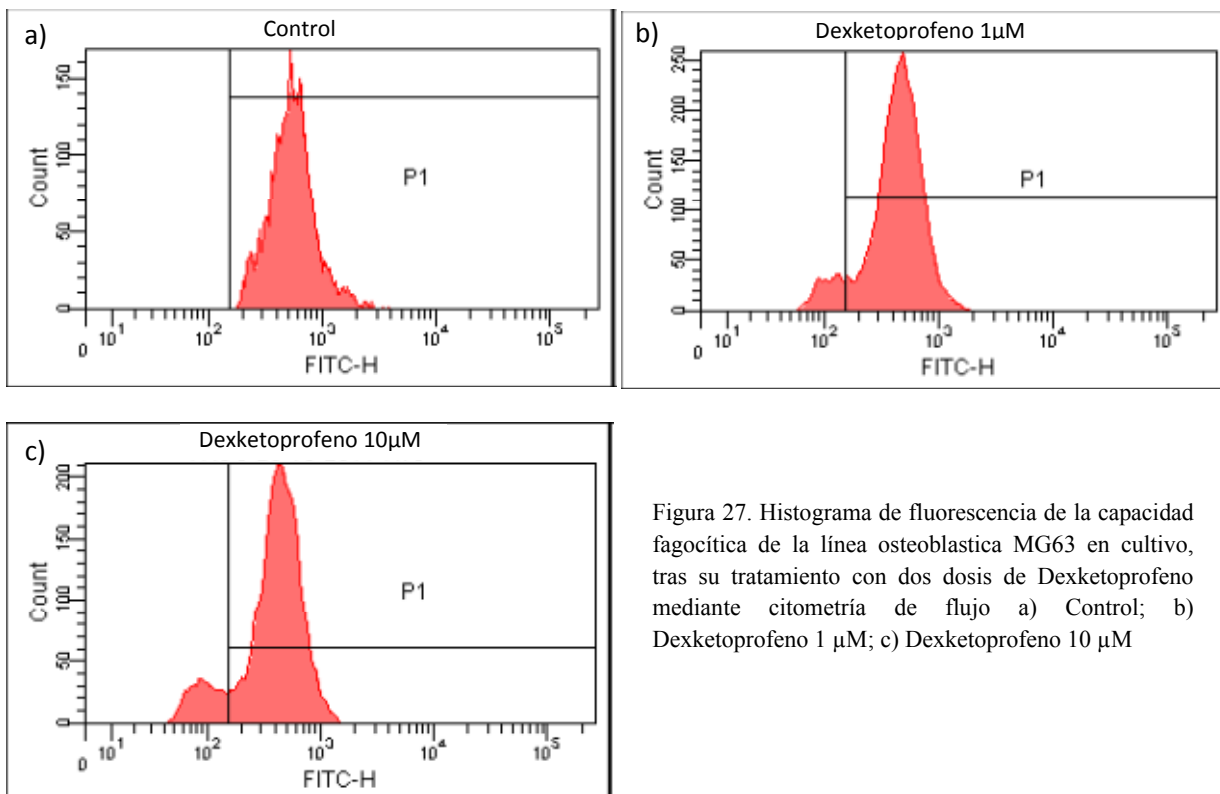 a)
Control
150
100
50
0
Count
P1
0
10^1
10^2
10^3
10^4
10^5
FITC-H
b)
Dexketoprofeno 1µM
250
200
150
100
50
0
Count
P1
0
10^1
10^2
10^3
10^4
10^5
FITC-H
c)
Dexketoprofeno 10µM
200
150
100
50
0
Count
P1
0
10^1
10^2
10^3
10^4
10^5
FITC-H
Figura 27. Histograma de fluorescencia de la capacidad
fagocítica de la línea osteoblastica MG63 en cultivo,
tras su tratamiento con dos dosis de Dexketoprofeno
mediante citometría de flujo a) Control; b)
Dexketoprofeno 1 µM; c) Dexketoprofeno 10 µM